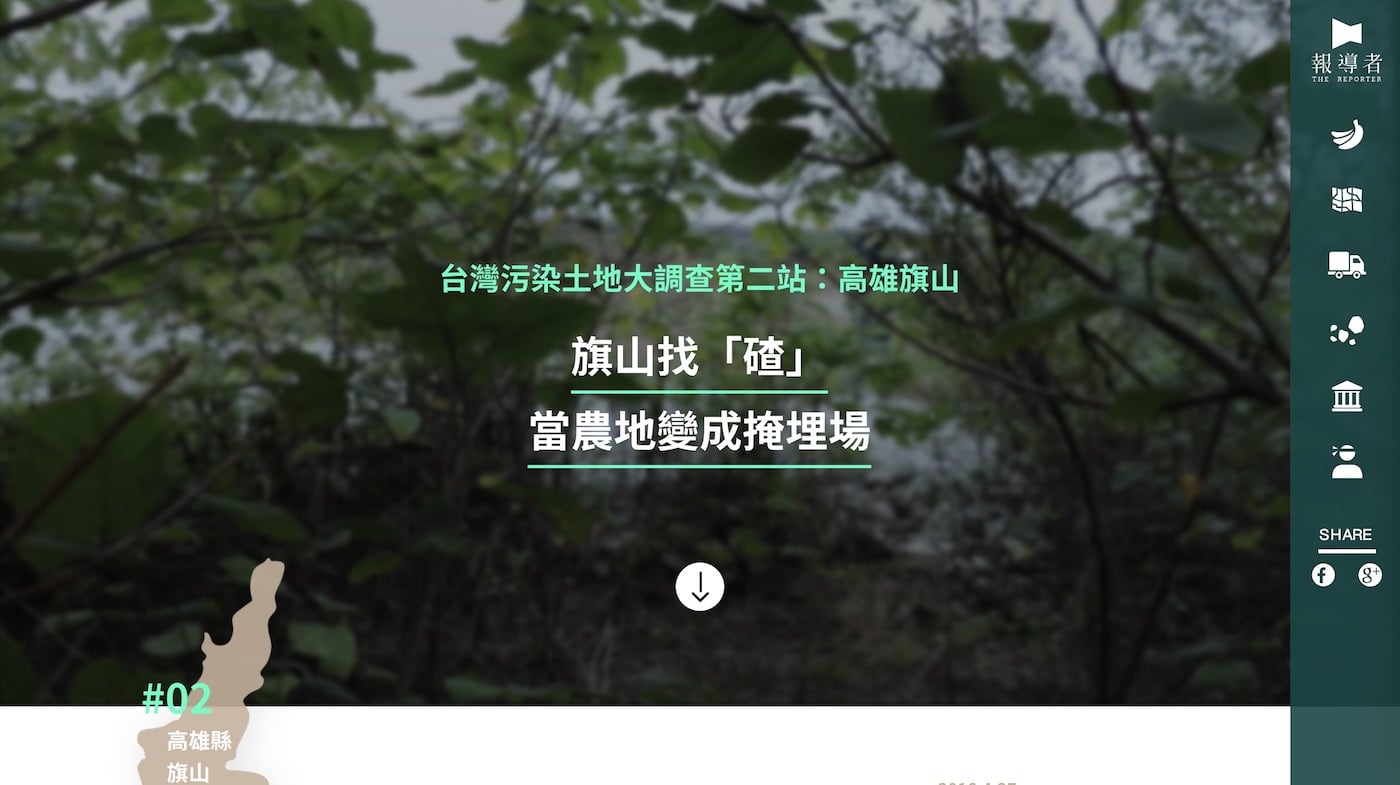 台灣污染土地大調查第二站：高雄旗山
旗山找「碴」
當農地變成掩埋場
#02
高雄縣
旗山
報導者
THE REPORTER
SHARE